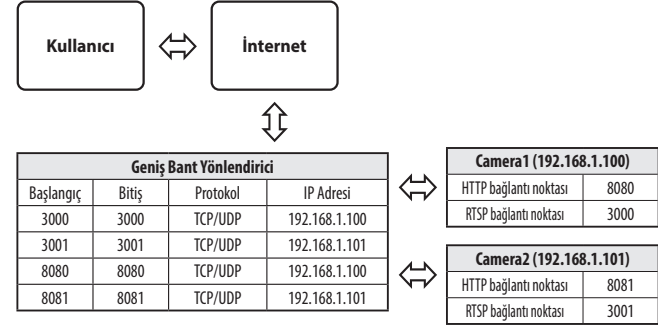 Kullanıcı
İnternet
Geniş Bant Yönlendirici
Başlangıç Bitiş Protokol IP Adresi
3000 3000 TCP/UDP 192.168.1.100
3001 3001 TCP/UDP 192.168.1.101
8080 8080 TCP/UDP 192.168.1.100
8081 8081 TCP/UDP 192.168.1.101
Camera1 (192.168.1.100)
HTTP bağlantı noktası 8080
RTSP bağlantı noktası 3000
Camera2 (192.168.1.101)
HTTP bağlantı noktası 8081
RTSP bağlantı noktası 3001